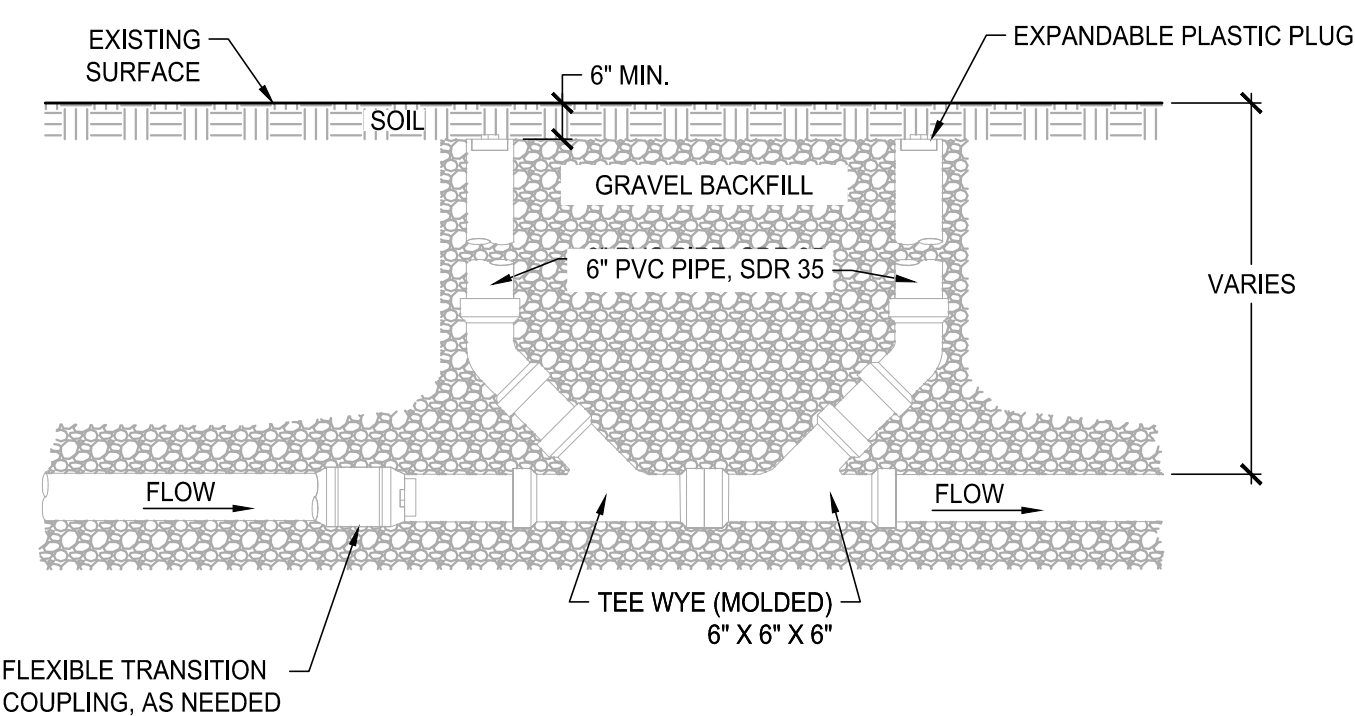 EXISTING
SURFACE
6" MIN.
EXPANDABLE PLASTIC PLUG
SOIL
GRAVEL BACKFILL
6" PVC PIPE, SDR 35
VARIES
FLOW
FLOW
TEE WYE (MOLDED)
6" X 6" X 6"
FLEXIBLE TRANSITION
COUPLING, AS NEEDED